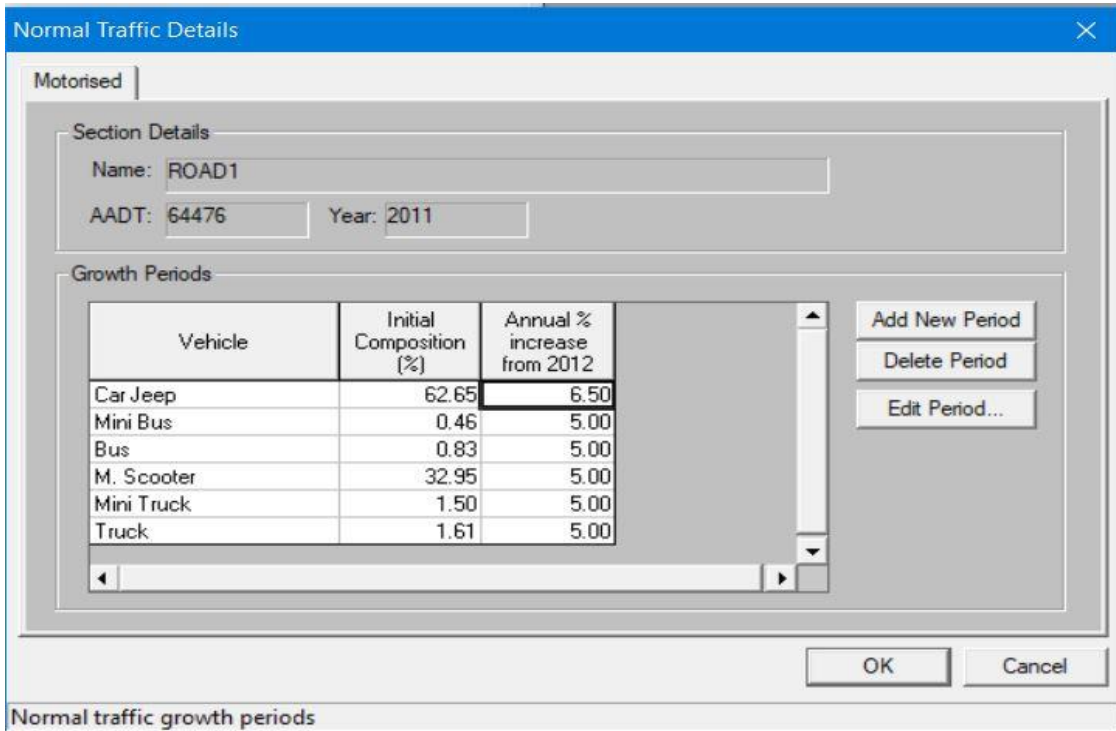 Normal Traffic Details
Motorised
Section Details
Name: ROAD1
AADT: 64476 Year: 2011
Growth Periods
Vehicle Initial Composition (%) Annual % increase from 2012
Car Jeep 62.65 6.50
Mini Bus 0.46 5.00
Bus 0.83 5.00
M. Scooter 32.95 5.00
Mini Truck 1.50 5.00
Truck 1.61 5.00
Add New Period
Delete Period
Edit Period...
OK Cancel
Normal traffic growth periods